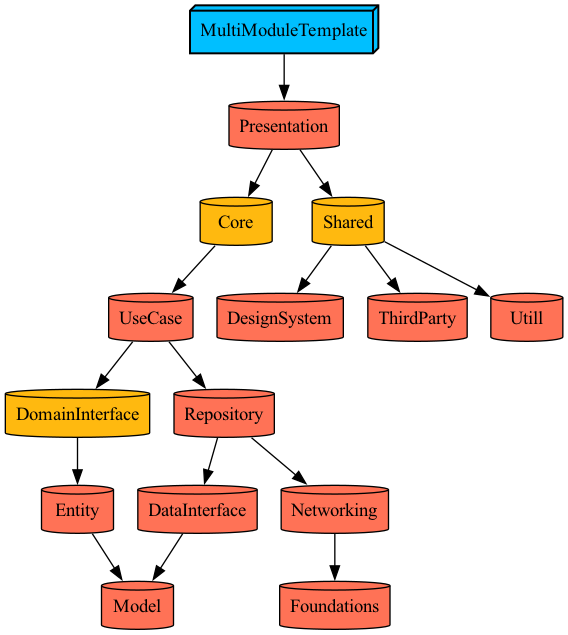 MultiModuleTemplate
Presentation
Core
Shared
UseCase
DesignSystem
ThirdParty
Utill
DomainInterface
Repository
Entity
DataInterface
Networking
Model
Foundations